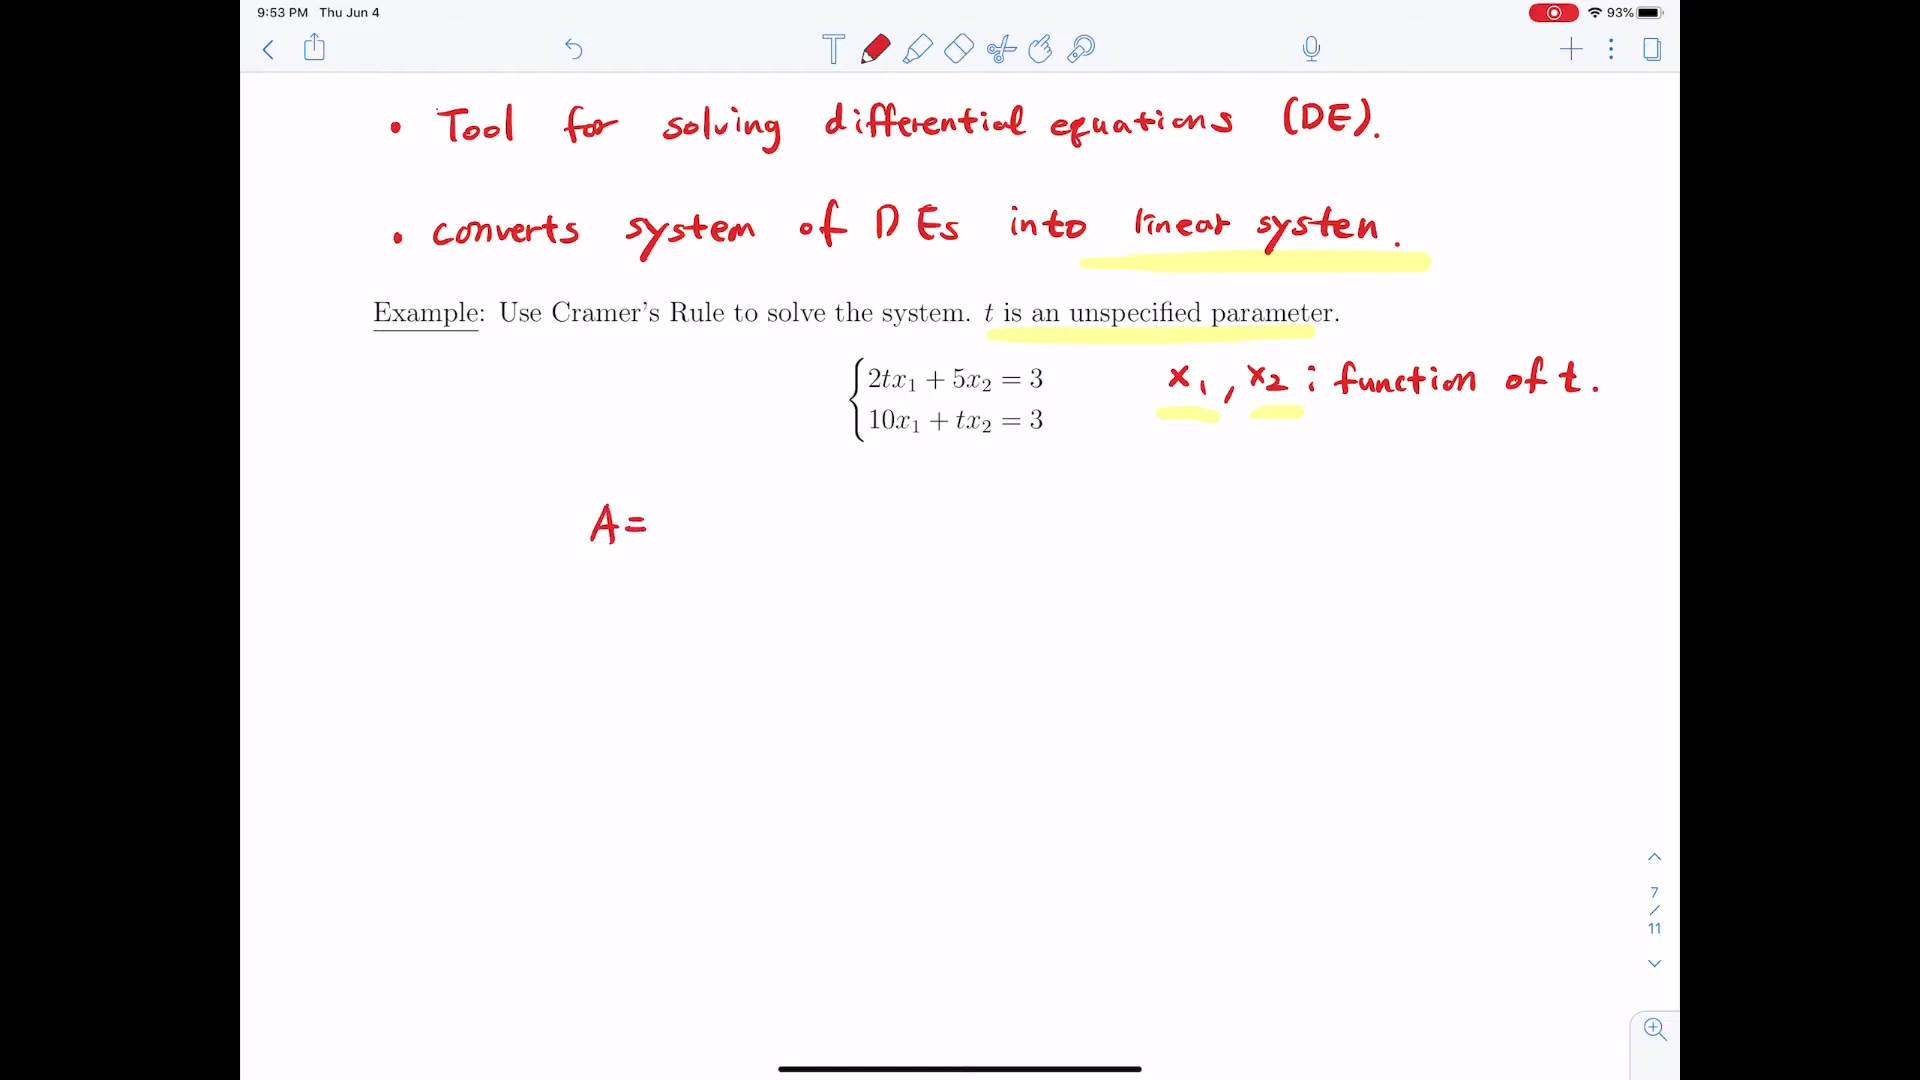 9:53 PM Thu Jun 4 93%
• Tool for solving differential equations (DE).
• converts system of DEs into linear systen.
Example: Use Cramer's Rule to solve the system. t is an unspecified parameter.
2tx₁ + 5x₂ = 3
10x₁ + tx₂ = 3
x₁, x₂ : function of t.
A=
7
/
11